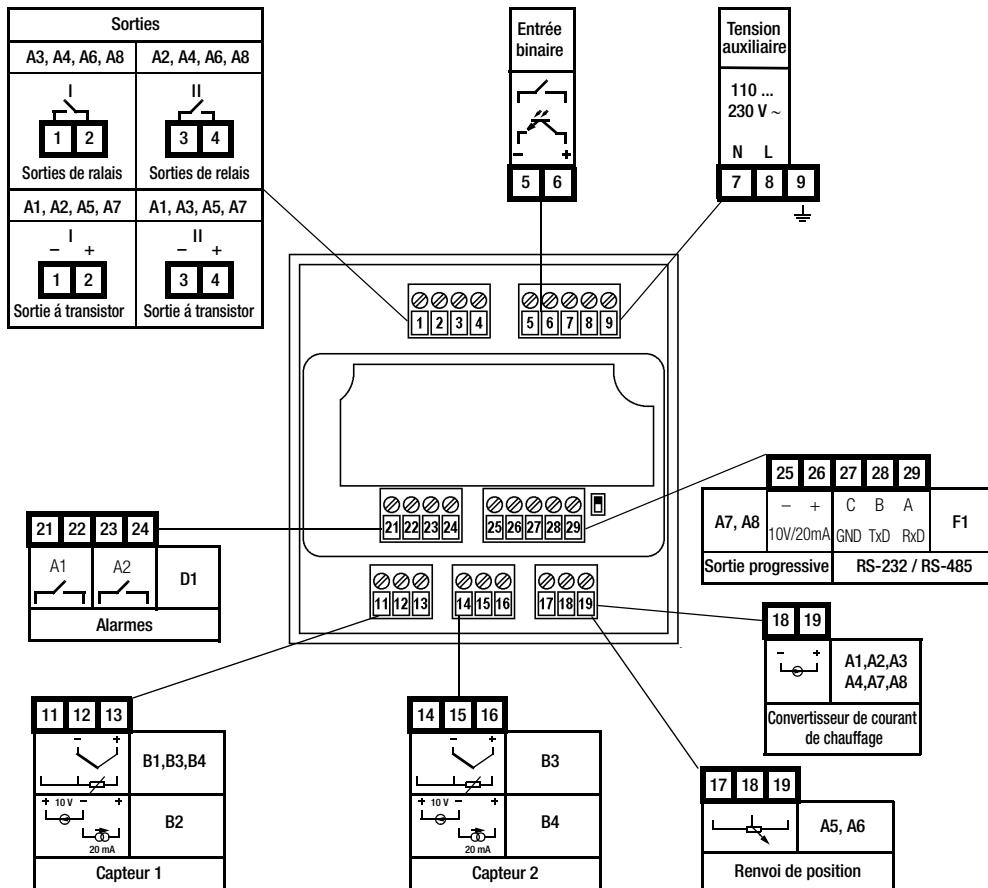 Sorties
A3, A4, A6, A8 A2, A4, A6, A8
I II
1 2 3 4
Sorties de ralais Sorties de relais
A1, A2, A5, A7 A1, A3, A5, A7
I II
– + – +
1 2 3 4
Sortie á transistor Sortie á transistor
Entrée
binaire
– +
5 6
Tension
auxiliaire
110 ...
230 V ~
N L
7 8 9
1 2 3 4 5 6 7 8 9
21 22 23 24 25 26 27 28 29
11 12 13 14 15 16 17 18 19
21 22 23 24
A1 A2 D1
Alarmes
25 26 27 28 29
A7, A8 – + C B A F1
10V/20mA GND TxD RxD
Sortie progressive RS-232 / RS-485
18 19
- +
A1,A2,A3
A4,A7,A8
Convertisseur de courant
de chauffage
11 12 13
– +
B1,B3,B4
+ 10 V – +
B2
20 mA
Capteur 1
14 15 16
– +
B3
+ 10 V – +
B4
20 mA
Capteur 2
17 18 19
A5, A6
Renvoi de position